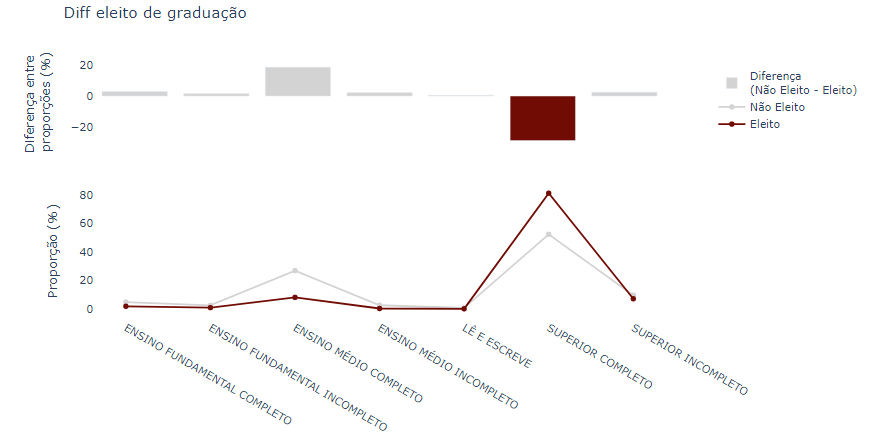 Diff eleito de graduação
Diferença entre
proporções (%)
20
0
−20
Diferença
(Não Eleito - Eleito)
Não Eleito
Eleito
Proporção (%)
80
60
40
20
0
ENSINO FUNDAMENTAL COMPLETO
ENSINO FUNDAMENTAL INCOMPLETO
ENSINO MÉDIO COMPLETO
ENSINO MÉDIO INCOMPLETO
LÊ E ESCREVE
SUPERIOR COMPLETO
SUPERIOR INCOMPLETO